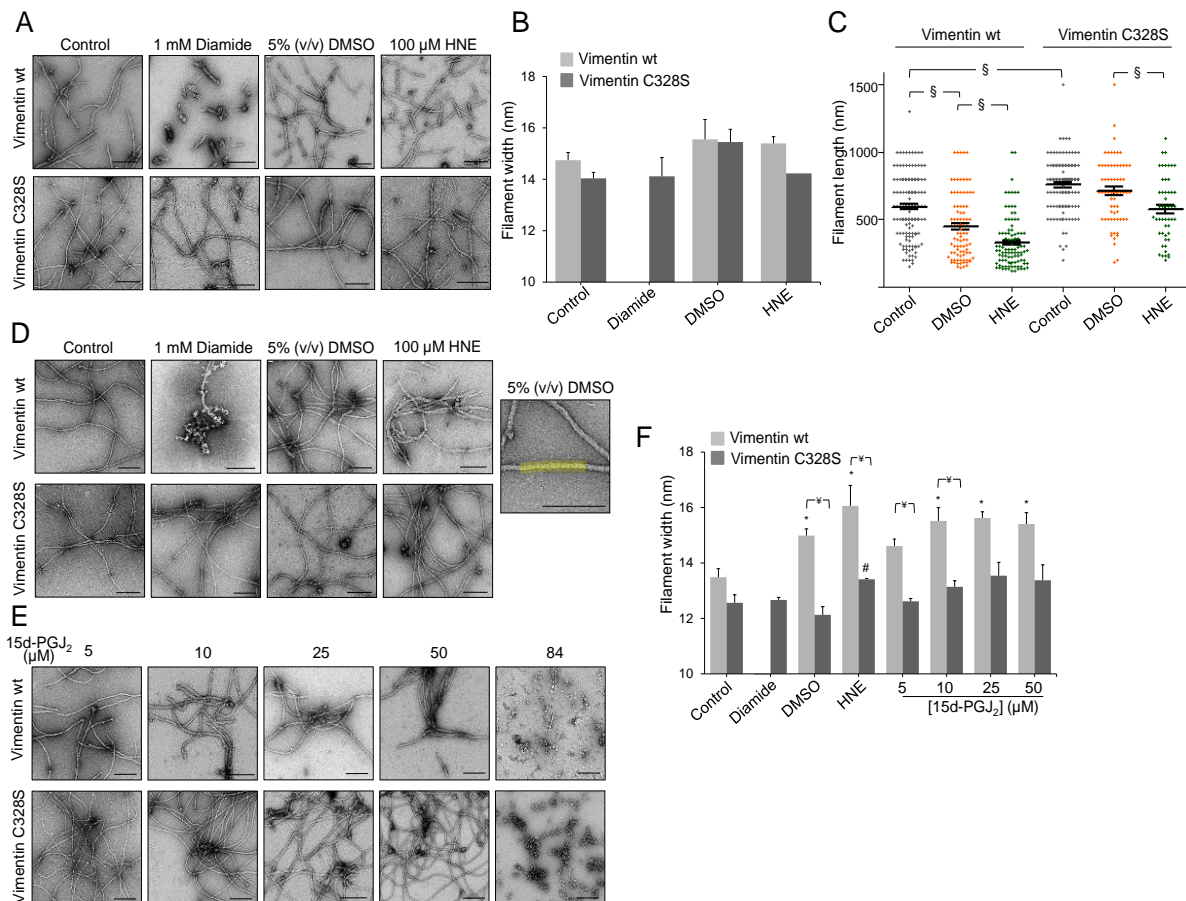 A
Control
1 mM Diamide
5% (v/v) DMSO
100 µM HNE
Vimentin wt
Vimentin C328S
B
Vimentin wt
Vimentin C328S
Filament width (nm)
18
16
14
12
10
Control
Diamide
DMSO
HNE
C
Vimentin wt
Vimentin C328S
§
§
§
§
Filament length (nm)
1500
1000
500
Control
DMSO
HNE
Control
DMSO
HNE
D
Control
1 mM Diamide
5% (v/v) DMSO
100 µM HNE
Vimentin wt
Vimentin C328S
5% (v/v) DMSO
E
15d-PGJ₂
(µM)
5
10
25
50
84
Vimentin wt
Vimentin C328S
F
Vimentin wt
Vimentin C328S
Filament width (nm)
18
16
14
12
10
* ¥
* ¥
#
¥
* ¥
*
*
Control
Diamide
DMSO
HNE
5
10
25
50
[15d-PGJ₂] (µM)